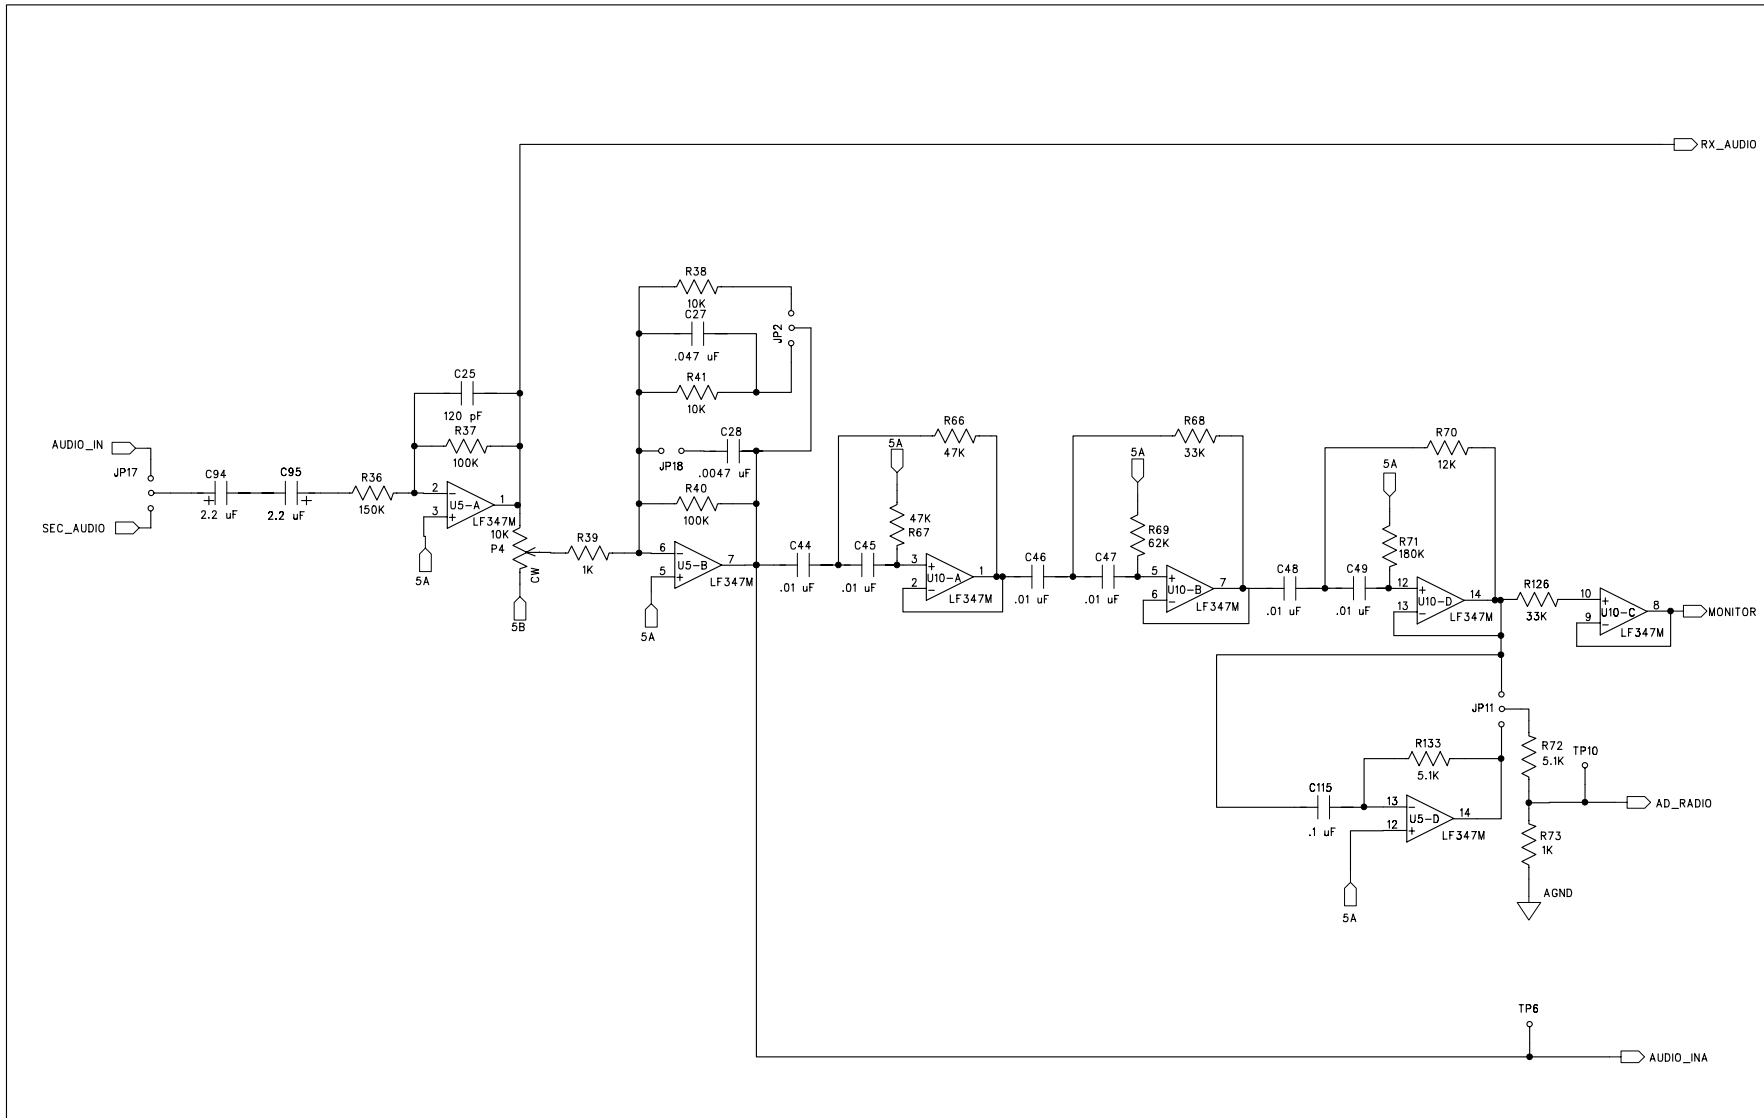 RX_AUDIO
R38
10K
C27
.047 uF
JP2
R41
10K
C25
120 pF
R37
100K
C28
.0047 uF
JP18
R40
100K
AUDIO_IN
JP17
SEC_AUDIO
C94
2.2 uF
C95
2.2 uF
R36
150K
2
3
1
U5-A
LF347M
5A
10K
P4
CW
5B
R39
1K
6
5
7
U5-B
LF347M
5A
C44
.01 uF
C45
.01 uF
5A
47K
R67
R66
47K
3
2
1
U10-A
LF347M
C46
.01 uF
C47
.01 uF
5A
R69
62K
R68
33K
5
6
7
U10-B
LF347M
C48
.01 uF
C49
.01 uF
5A
R71
180K
R70
12K
12
13
14
U10-D
LF347M
R126
33K
10
9
8
U10-C
LF347M
MONITOR
JP11
R133
5.1K
C115
.1 uF
13
12
14
U5-D
LF347M
5A
R72
5.1K
TP10
AD_RADIO
R73
1K
AGND
TP6
AUDIO_INA